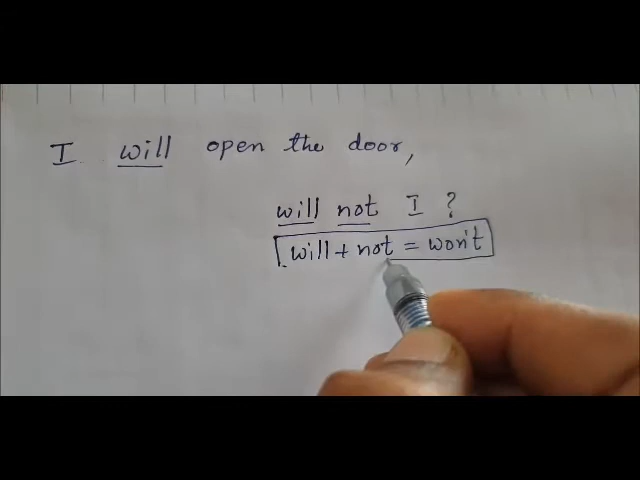 I will open the door,
will not I ?
will + not = won't